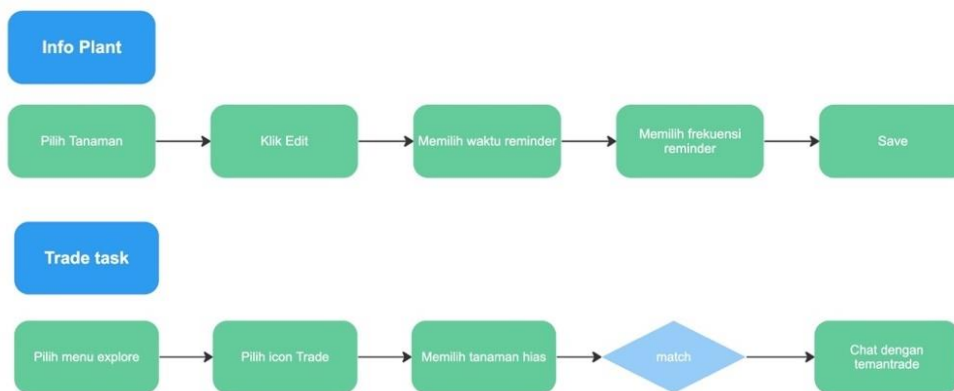 Info Plant
Pilih Tanaman
Klik Edit
Memilih waktu reminder
Memilih frekuensi
reminder
Save
Trade task
Pilih menu explore
Pilih icon Trade
Memilih tanaman hias
match
Chat dengan
temantrade